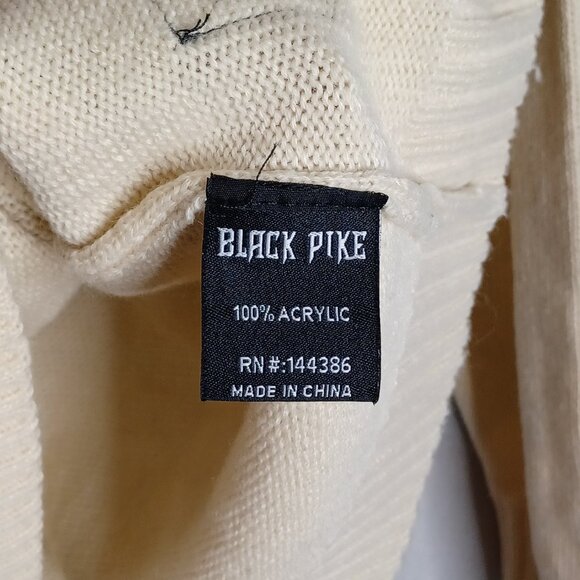 BLACK PIKE
100% ACRYLIC
RN #:144386
MADE IN CHINA